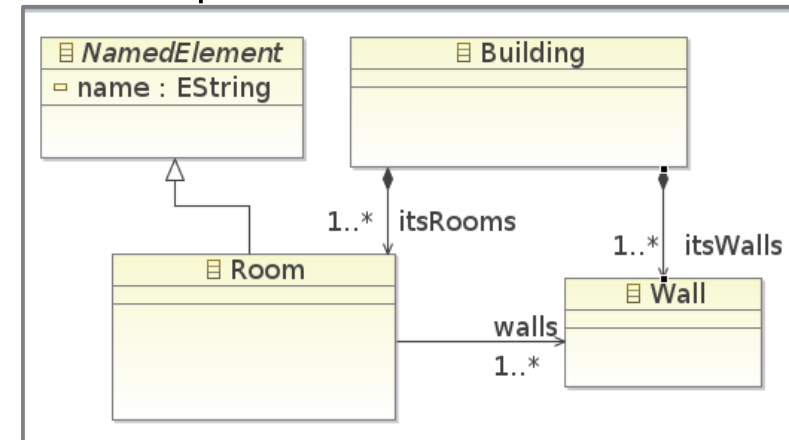 NamedElement
name : EString
Building
1..* itsRooms
1..* itsWalls
Room
Wall
walls
1..*